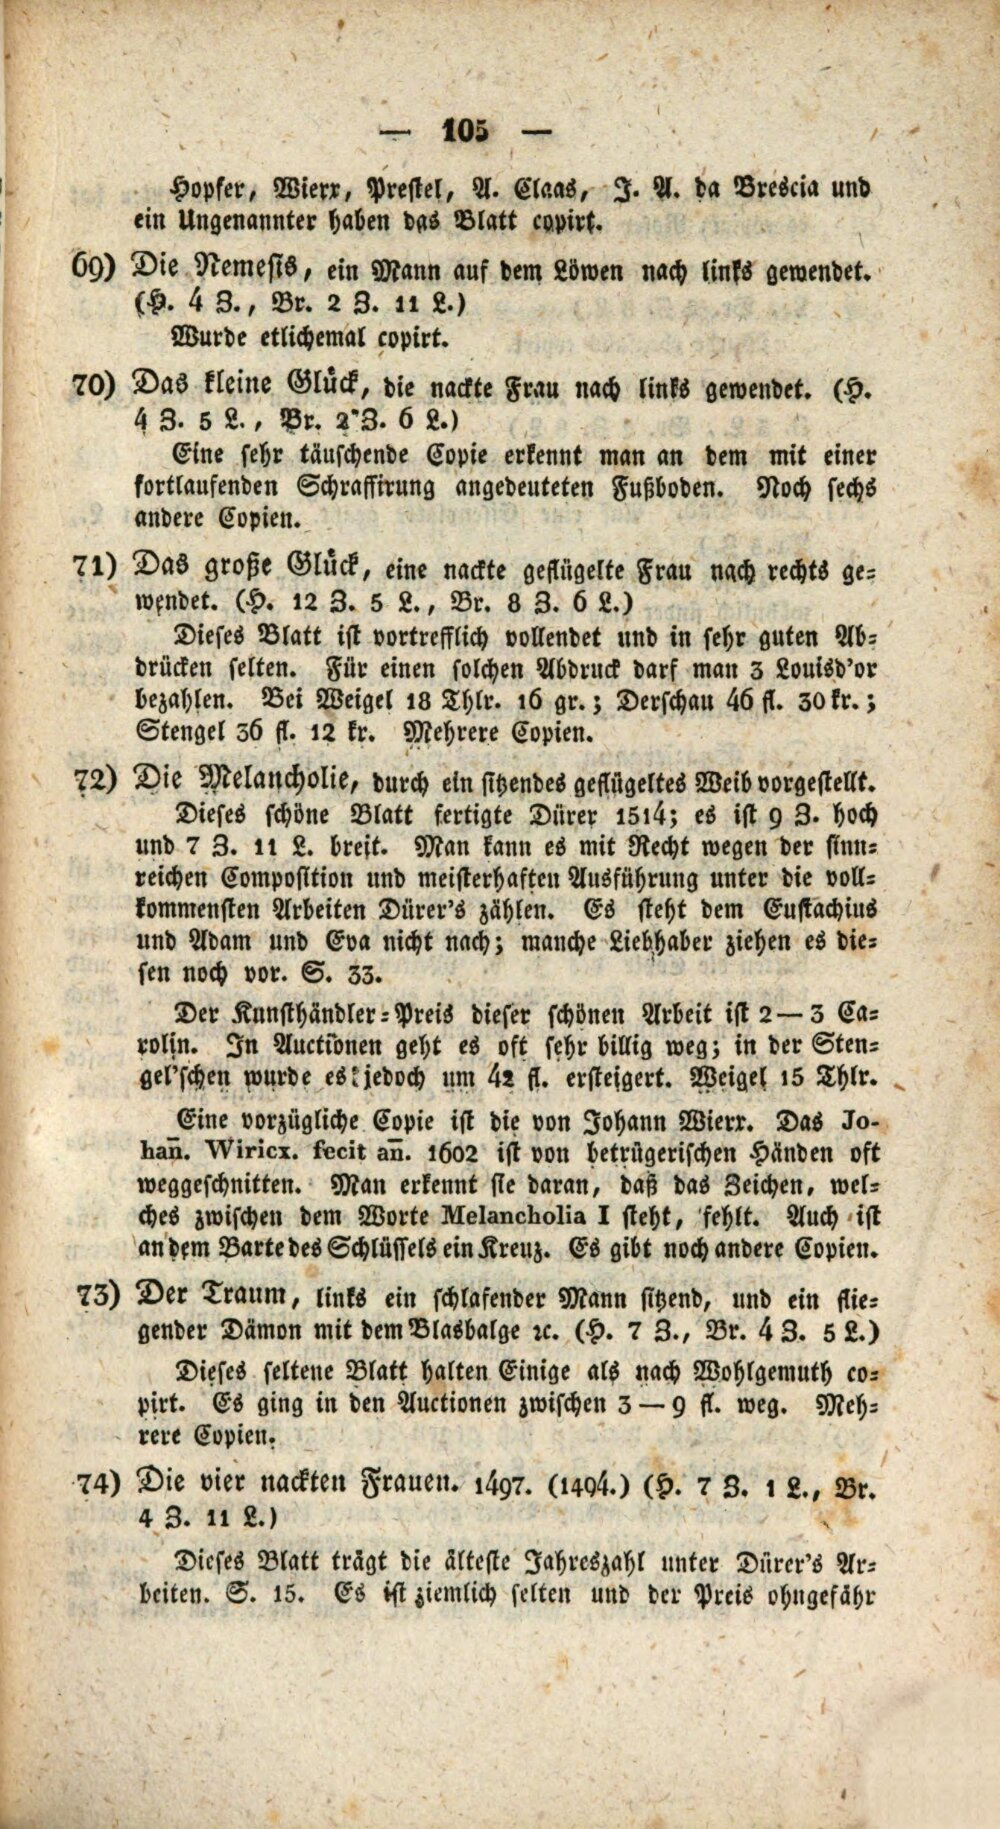 — 105 —
Hopfer, Wierx, Prestel, A. Claas, J. A. da Brescia und
ein Ungenannter haben das Blatt copirt.
69) Die Nemesis, ein Mann auf dem Löwen nach links gewendet.
(H. 4 Z., Br. 2 Z. 11 L.)
Wurde etlichemal copirt.
70) Das kleine Glück, die nackte Frau nach links gewendet. (H.
4 Z. 5 L., Br. 2 Z. 6 L.)
Eine sehr täuschende Copie erkennt man an dem mit einer
fortlaufenden Schraffirung angedeuteten Fußboden. Noch sechs
andere Copien.
71) Das große Glück, eine nackte geflügelte Frau nach rechts ge-
wendet. (H. 12 Z. 5 L., Br. 8 Z. 6 L.)
Dieses Blatt ist vortrefflich vollendet und in sehr guten Ab-
drücken selten. Für einen solchen Abdruck darf man 3 Louisd'or
bezahlen. Bei Weigel 18 Thlr. 16 gr.; Derschau 46 fl. 30 kr.;
Stengel 36 fl. 12 kr. Mehrere Copien.
72) Die Melancholie, durch ein sitzendes geflügeltes Weib vorgestellt.
Dieses schöne Blatt fertigte Dürer 1514; es ist 9 Z. hoch
und 7 Z. 11 L. breit. Man kann es mit Recht wegen der sinn-
reichen Composition und meisterhaften Ausführung unter die voll-
kommensten Arbeiten Dürer's zählen. Es steht dem Eustachius
und Adam und Eva nicht nach; manche Liebhaber ziehen es die-
sen noch vor. S. 33.
Der Kunsthändler-Preis dieser schönen Arbeit ist 2 — 3 Ca-
rolin. In Auctionen geht es oft sehr billig weg; in der Sten-
gel'schen wurde es jedoch um 42 fl. ersteigert. Weigel 15 Thlr.
Eine vorzügliche Copie ist die von Johann Wierx. Das Jo-
han̄. Wiricx. fecit an̄. 1602 ist von betrügerischen Händen oft
weggeschnitten. Man erkennt sie daran, daß das Zeichen, wel-
ches zwischen dem Worte Melancholia I steht, fehlt. Auch ist
an dem Barte des Schlüssels ein Kreuz. Es gibt noch andere Copien.
73) Der Traum, links ein schlafender Mann sitzend, und ein flie-
gender Dämon mit dem Blasbalge ꝛc. (H. 7 Z., Br. 4 Z. 5 L.)
Dieses seltene Blatt halten Einige als nach Wohlgemuth co-
pirt. Es ging in den Auctionen zwischen 3 — 9 fl. weg. Meh-
rere Copien.
74) Die vier nackten Frauen. 1497. (1494.) (H. 7 Z. 1 L., Br.
4 Z. 11 L.)
Dieses Blatt trägt die älteste Jahreszahl unter Dürer's Ar-
beiten. S. 15. Es ist ziemlich selten und der Preis ohngefähr